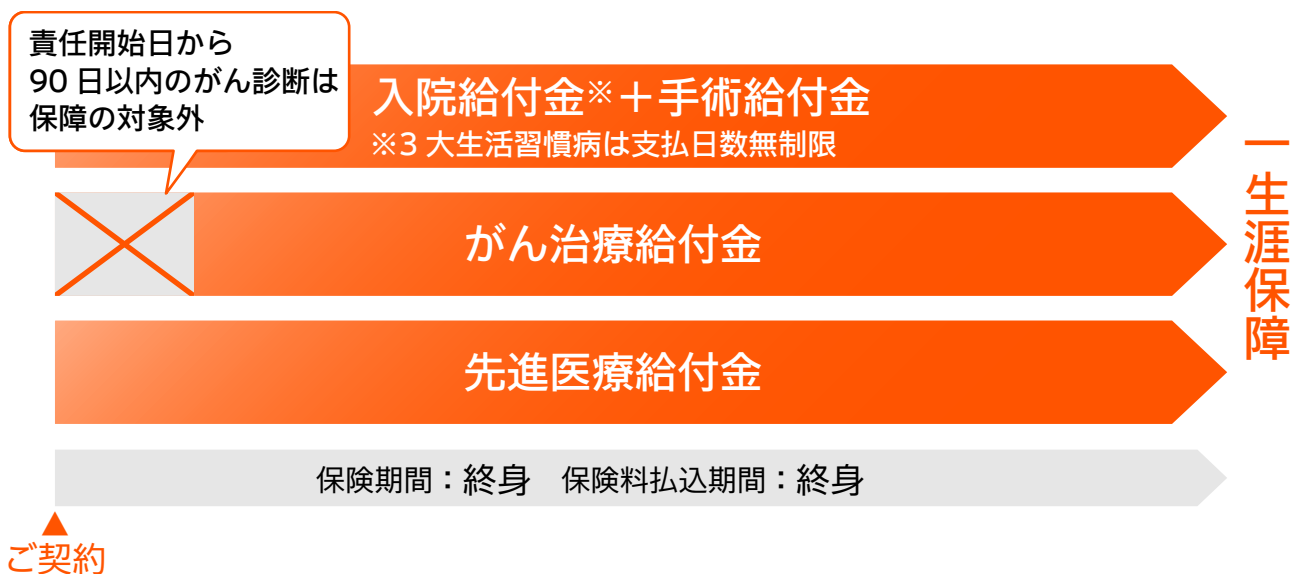 責任開始日から
90日以内のがん診断は
保障の対象外
入院給付金※＋手術給付金
※3大生活習慣病は支払日数無制限
がん治療給付金
先進医療給付金
一生涯保障
保険期間：終身　保険料払込期間：終身
ご契約